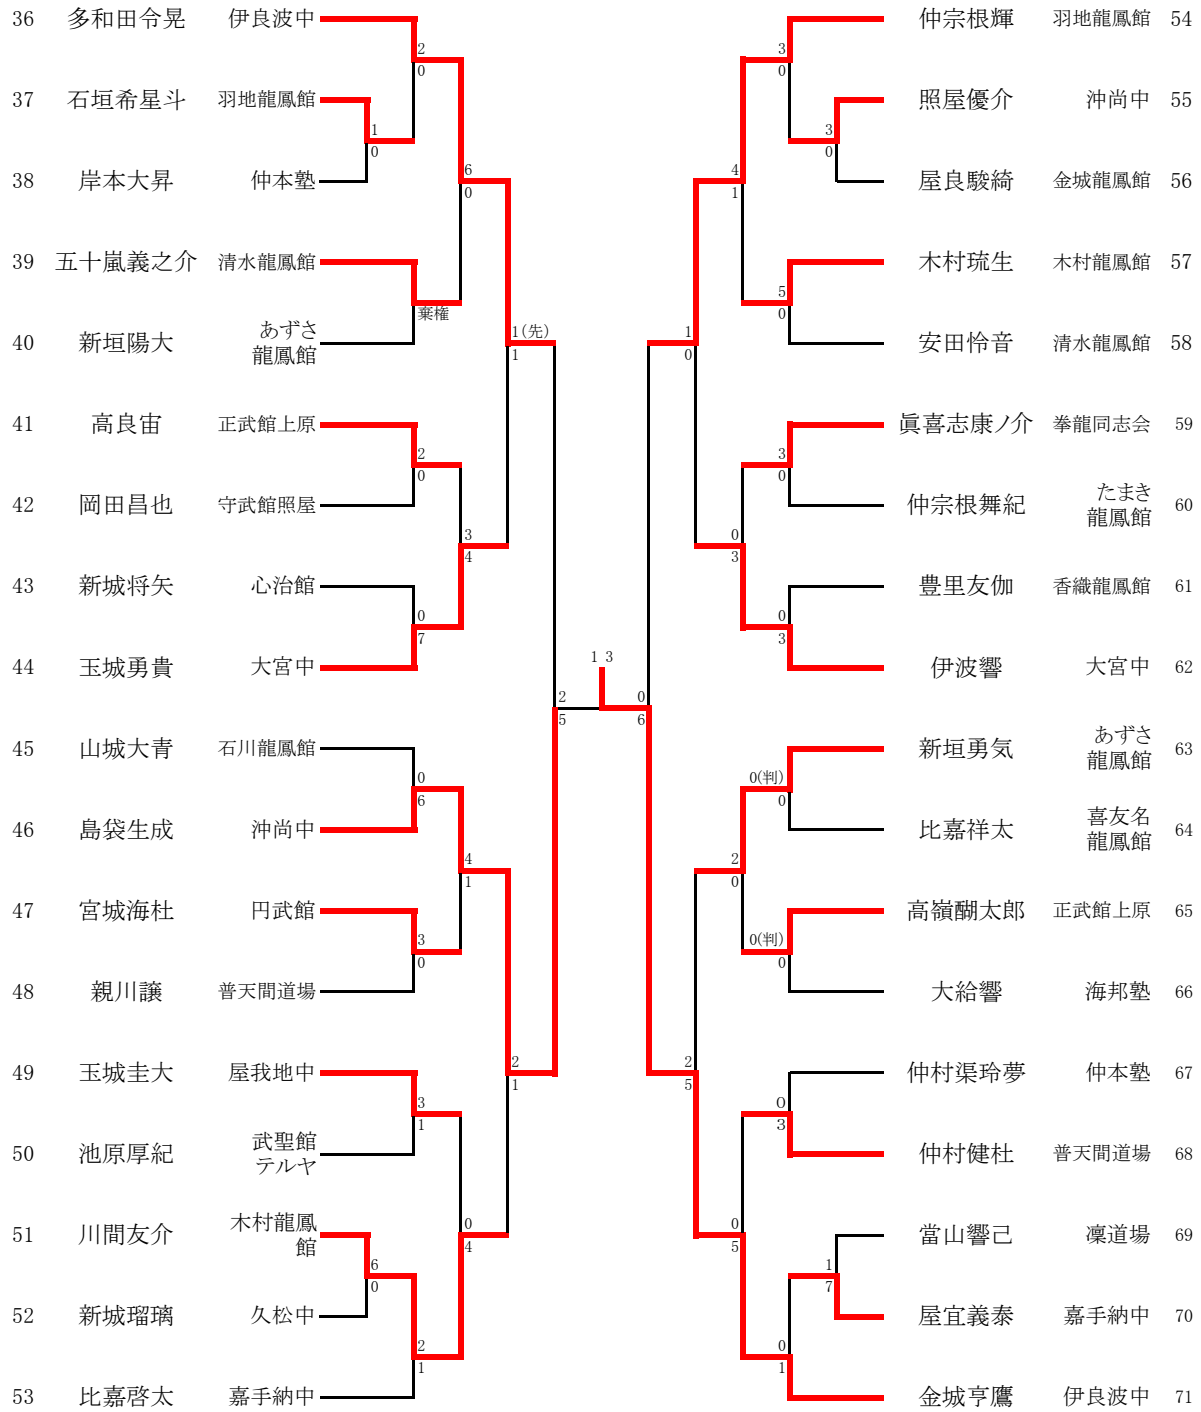 36 多和田令晃 伊良波中
37 石垣希星斗 羽地龍鳳館
38 岸本大昇 仲本塾
39 五十嵐義之介 清水龍鳳館
40 新垣陽大 あずさ
龍鳳館
41 高良宙 正武館上原
42 岡田昌也 守武館照屋
43 新城将矢 心治館
44 玉城勇貴 大宮中
45 山城大青 石川龍鳳館
46 島袋生成 沖尚中
47 宮城海杜 円武館
48 親川譲 普天間道場
49 玉城圭大 屋我地中
50 池原厚紀 武聖館
テルヤ
51 川間友介 木村龍鳳
館
52 新城瑠璃 久松中
53 比嘉啓太 嘉手納中
1
0
6
0
2
0
棄権
2
0
0
7
0
6
3
0
3
1
2
1
6
0
3
4
4
1
0
4
1(先)
1
2
1
2
5
1 3
0
6
1
0
2
5
4
1
0
3
2
0
0
5
3
0
5
0
3
0
0
3
0(判)
0
0(判)
0
0
3
0
1
3
0
1
7
仲宗根輝 羽地龍鳳館 54
照屋優介 沖尚中 55
屋良駿綺 金城龍鳳館 56
木村琉生 木村龍鳳館 57
安田怜音 清水龍鳳館 58
眞喜志康ノ介 拳龍同志会 59
仲宗根舞紀 たまき
龍鳳館 60
豊里友伽 香織龍鳳館 61
伊波響 大宮中 62
新垣勇気 あずさ
龍鳳館 63
比嘉祥太 喜友名
龍鳳館 64
高嶺醐太郎 正武館上原 65
大給響 海邦塾 66
仲村渠玲夢 仲本塾 67
仲村健杜 普天間道場 68
當山響己 凜道場 69
屋宜義泰 嘉手納中 70
金城亨鷹 伊良波中 71